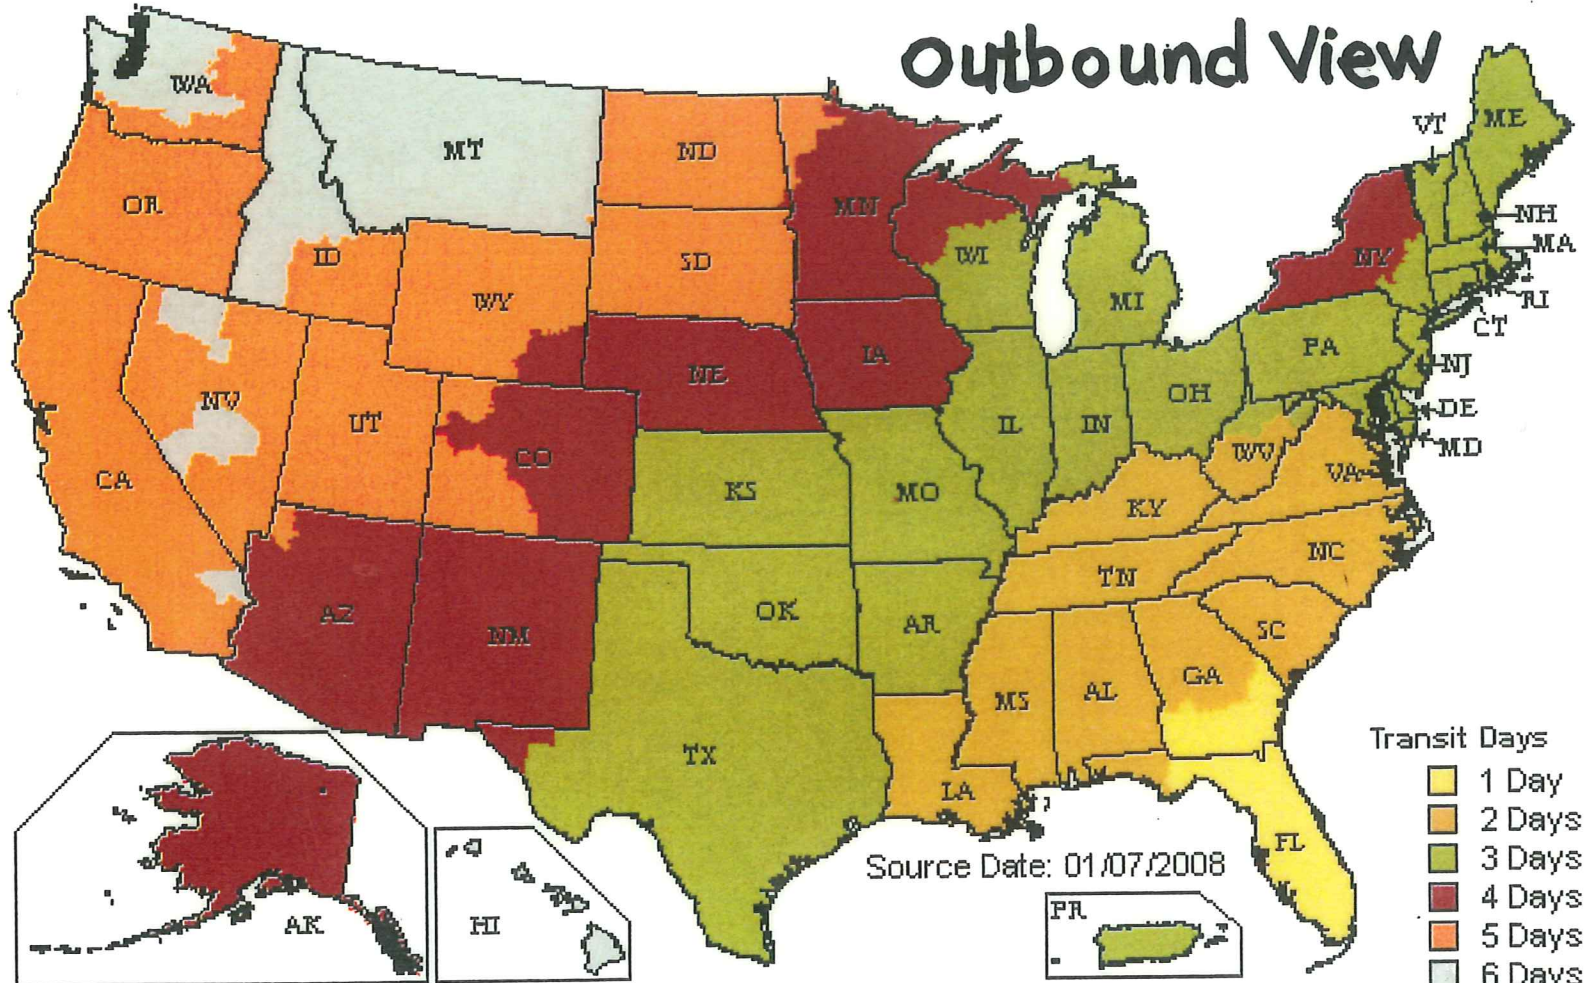 Outbound View
WA
MT
ND
MN
VT
ME
OR
ID
WY
SD
WI
MI
NY
NH
MA
RI
CT
NV
UT
CO
NE
IA
IL
IN
OH
PA
NJ
DE
MD
CA
KS
MO
KY
WV
VA
AZ
NM
OK
AR
TN
NC
SC
TX
LA
MS
AL
GA
FL
AK
HI
PR
Source Date: 01/07/2008
Transit Days
1 Day
2 Days
3 Days
4 Days
5 Days
6 Days